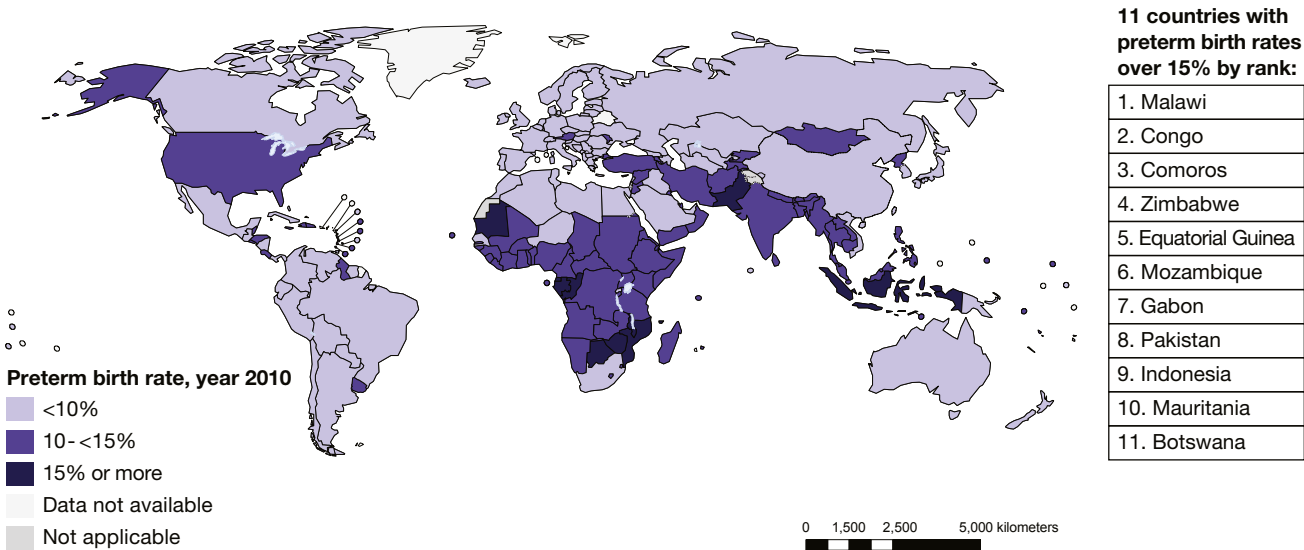 11 countries with
preterm birth rates
over 15% by rank:
1. Malawi
2. Congo
3. Comoros
4. Zimbabwe
5. Equatorial Guinea
6. Mozambique
7. Gabon
8. Pakistan
9. Indonesia
10. Mauritania
11. Botswana
Preterm birth rate, year 2010
<10%
10-<15%
15% or more
Data not available
Not applicable
0 1,500 2,500 5,000 kilometers